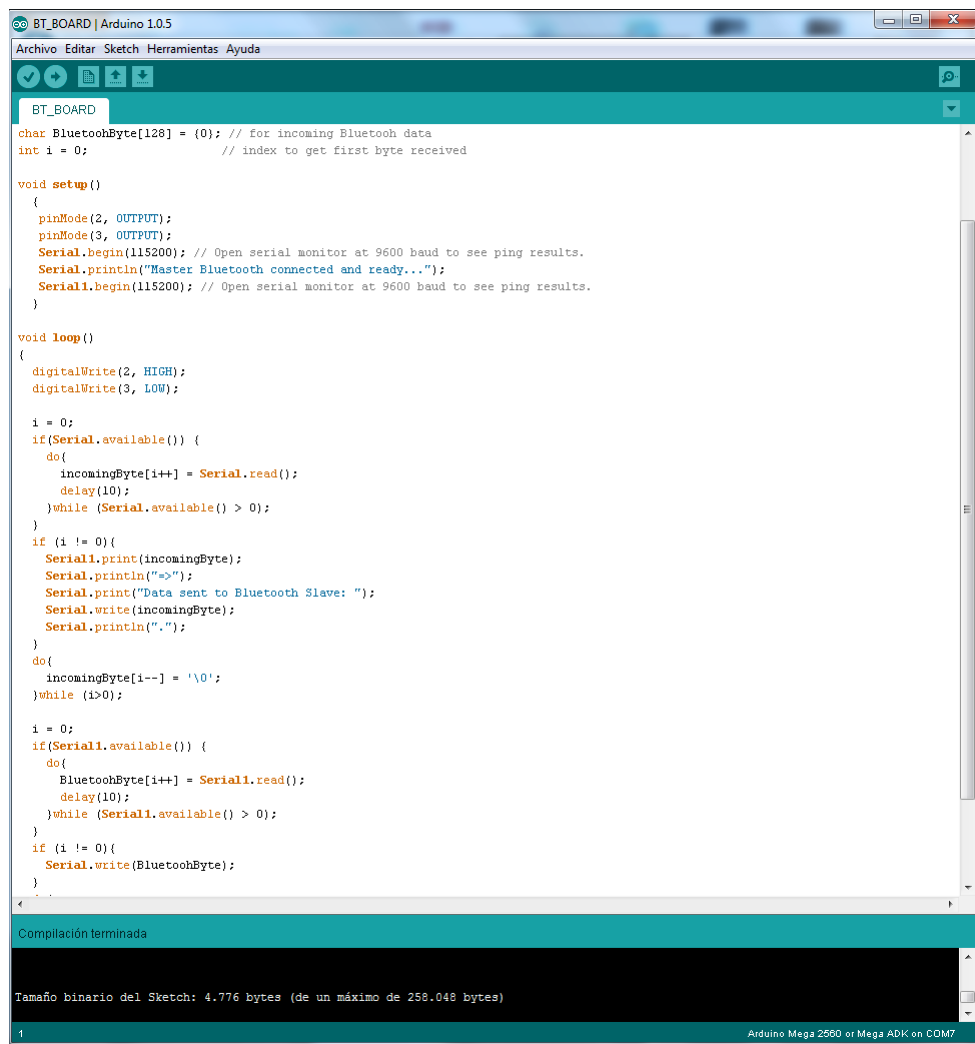 BT_BOARD | Arduino 1.0.5
Archivo Editar Sketch Herramientas Ayuda
BT_BOARD
char BluetoohByte[128] = {0}; // for incoming Bluetooh data
int i = 0;                   // index to get first byte received
void setup()
  {
   pinMode(2, OUTPUT);
   pinMode(3, OUTPUT);
   Serial.begin(115200); // Open serial monitor at 9600 baud to see ping results.
   Serial.println("Master Bluetooth connected and ready...");
   Serial1.begin(115200); // Open serial monitor at 9600 baud to see ping results.
  }
void loop()
{
  digitalWrite(2, HIGH);
  digitalWrite(3, LOW);
  i = 0;
  if(Serial.available()) {
    do{
      incomingByte[i++] = Serial.read();
      delay(10);
    }while (Serial.available() > 0);
  }
  if (i != 0){
    Serial1.print(incomingByte);
    Serial.println("=>");
    Serial.print("Data sent to Bluetooth Slave: ");
    Serial.write(incomingByte);
    Serial.println(".");
  }
  do{
    incomingByte[i--] = '\0';
  }while (i>0);
  i = 0;
  if(Serial1.available()) {
    do{
      BluetoohByte[i++] = Serial1.read();
      delay(10);
    }while (Serial1.available() > 0);
  }
  if (i != 0){
    Serial.write(BluetoohByte);
  }
Compilación terminada
Tamaño binario del Sketch: 4.776 bytes (de un máximo de 258.048 bytes)
1
Arduino Mega 2560 or Mega ADK on COM7